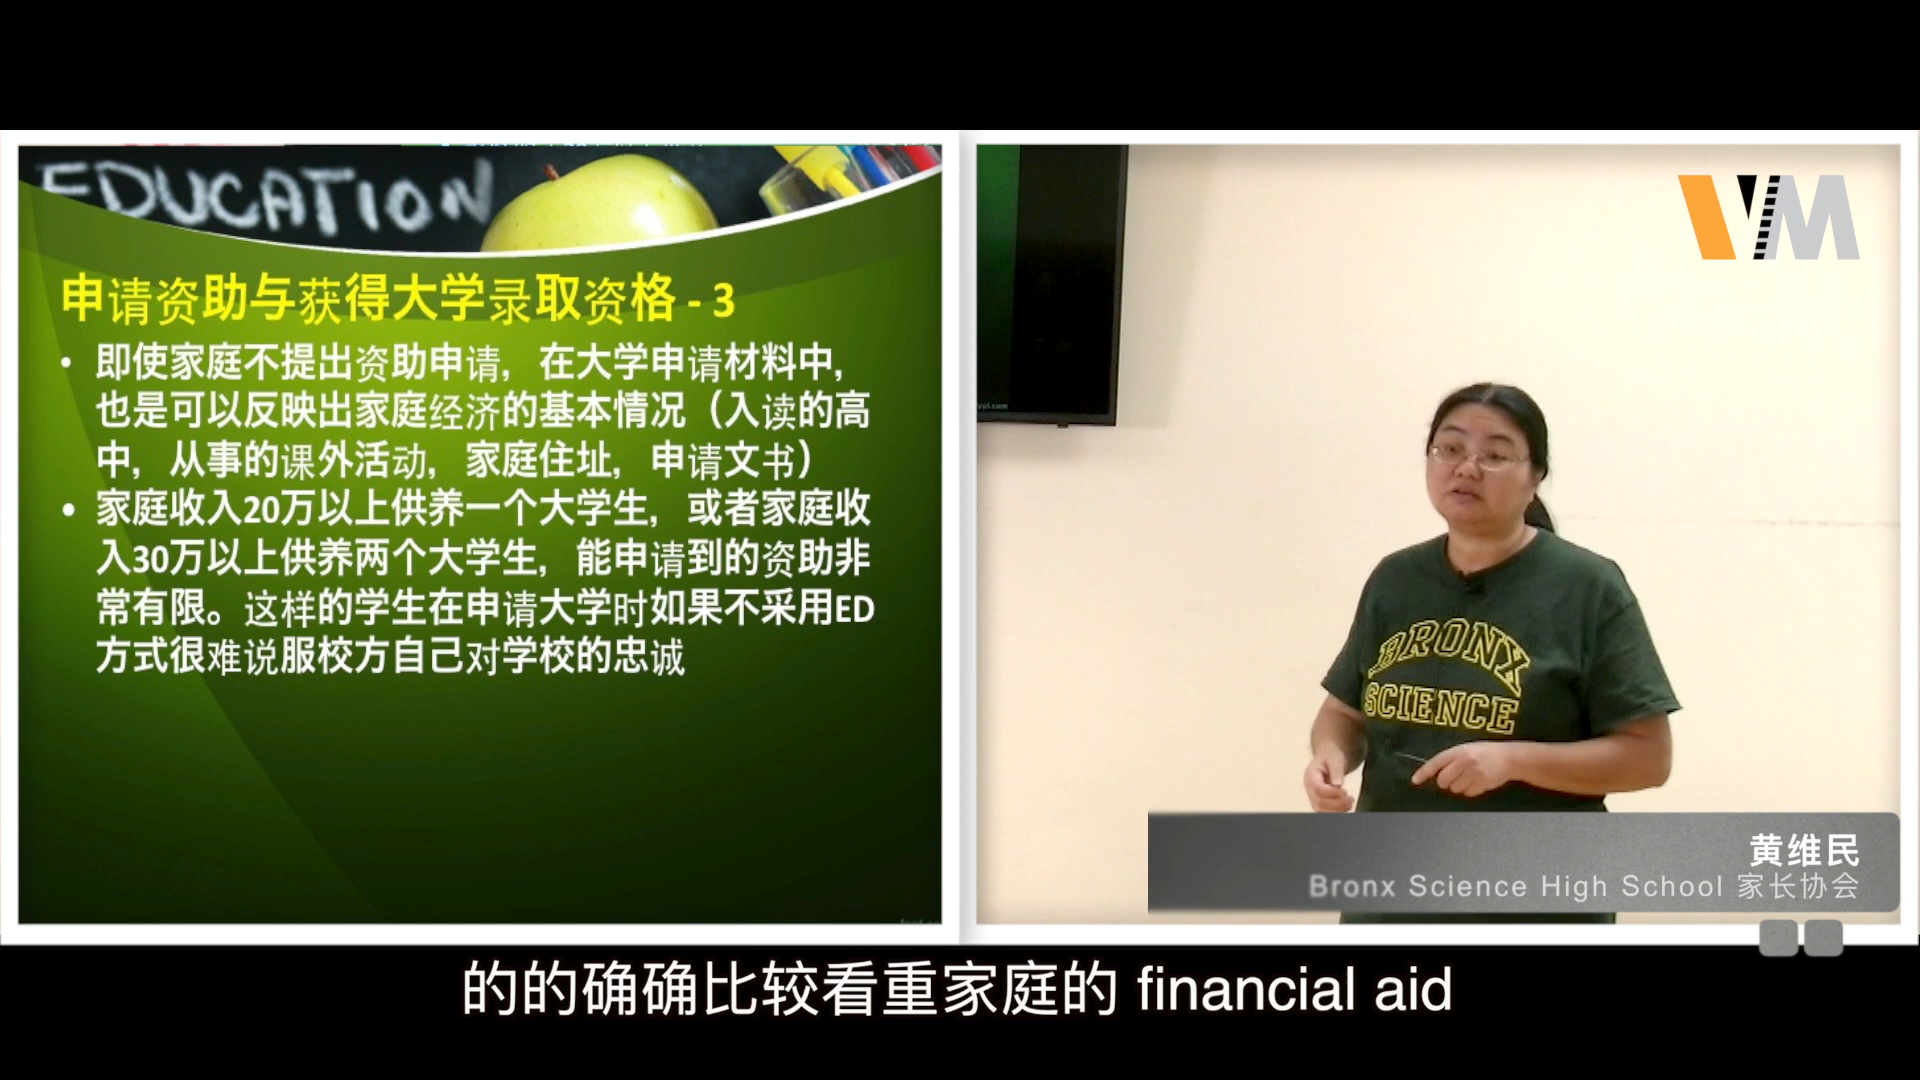 EDUCATION
申请资助与获得大学录取资格 - 3
• 即使家庭不提出资助申请，在大学申请材料中，
也是可以反映出家庭经济的基本情况（入读的高
中，从事的课外活动，家庭住址，申请文书）
• 家庭收入20万以上供养一个大学生，或者家庭收
入30万以上供养两个大学生，能申请到的资助非
常有限。这样的学生在申请大学时如果不采用ED
方式很难说服校方自己对学校的忠诚
VM
BRONX
SCIENCE
黄维民
Bronx Science High School 家长协会
的的确确比较看重家庭的 financial aid